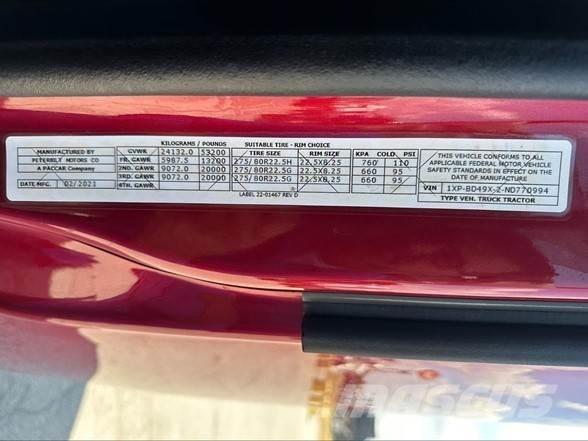 KILOGRAMS / POUNDS SUITABLE TIRE - RIM CHOICE
MANUFACTURED BY GVWR 24132.0 53200 TIRE SIZE RIM SIZE KPA COLD PSI
PETERBILT MOTORS CO FR. GAWR 5987.5 13200 275/80R22.5H 22.5X8.25 760 110
A PACCAR Company 2ND. GAWR 9072.0 20000 275/80R22.5G 22.5X8.25 660 95
DATE OF MFG. 02/2021 3RD. GAWR 9072.0 20000 275/80R22.5G 22.5X8.25 660 95
4TH. GAWR
LABEL 22-01467 REV D
THIS VEHICLE CONFORMS TO ALL
APPLICABLE FEDERAL MOTOR VEHICLE
SAFETY STANDARDS IN EFFECT ON THE
DATE OF MANUFACTURE
VIN 1XP-BD49X-2-ND770994
TYPE VEH. TRUCK TRACTOR
MASCUS